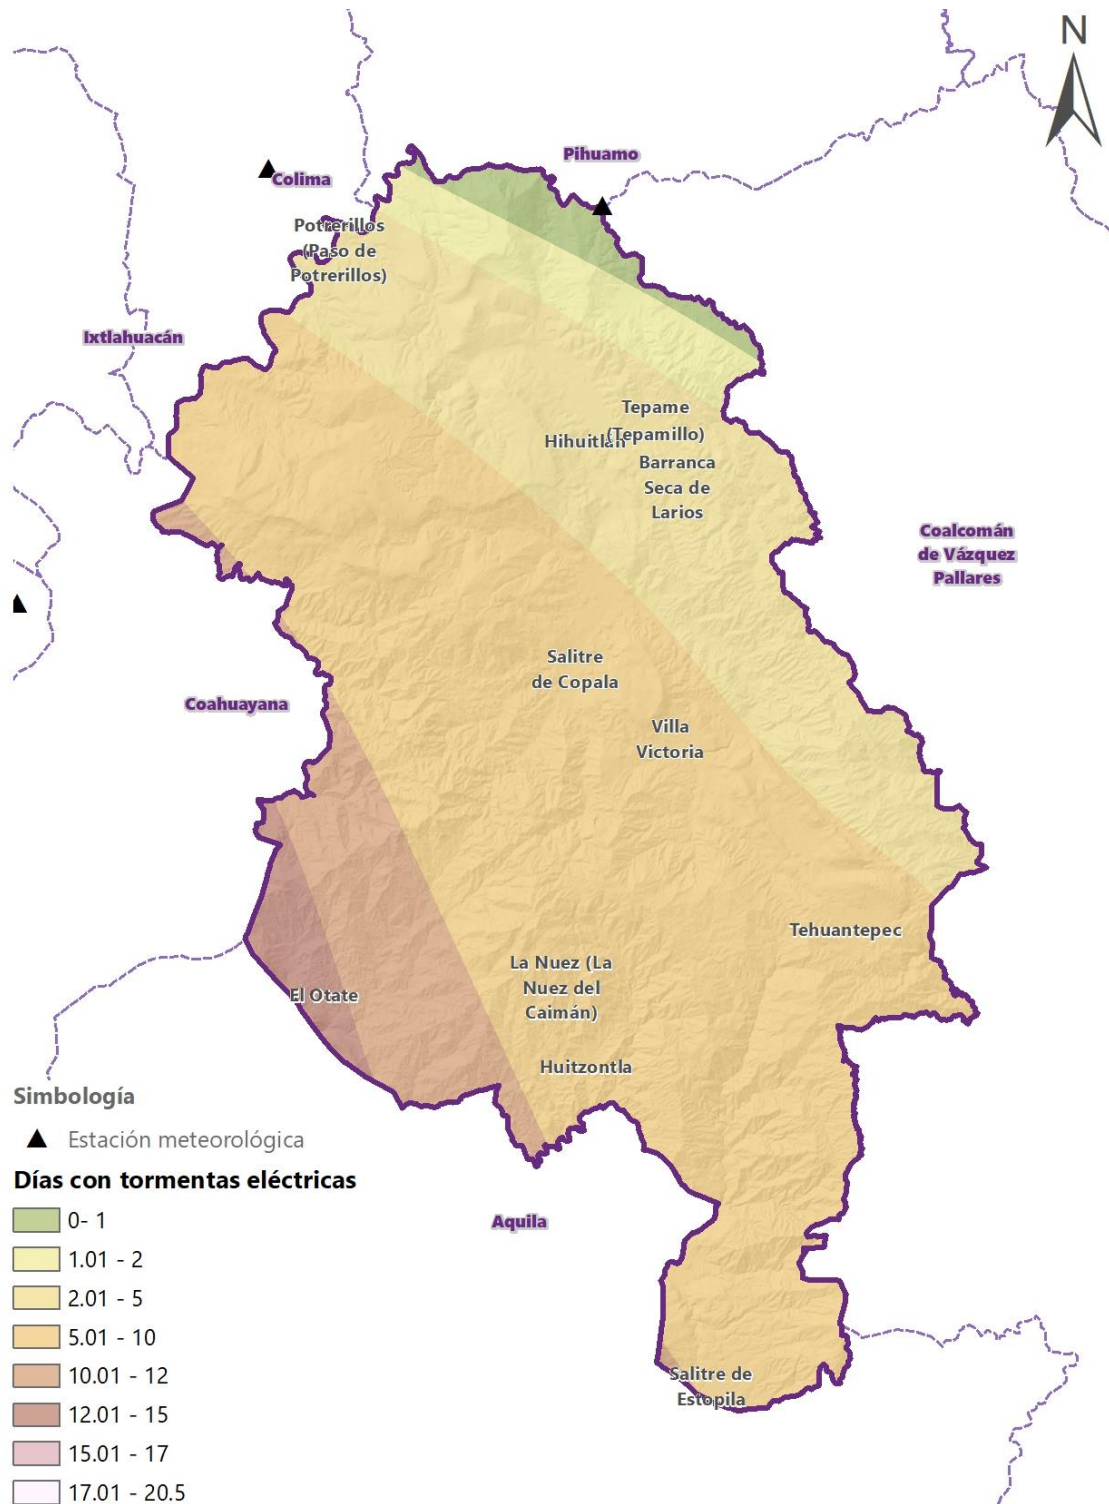 N
Pihuamo
Colima
Potrerillos
(Paso de
Potrerillos)
Ixtlahuacán
Tepame
(Tepamillo)
Hihuitlán
Barranca
Seca de
Larios
Coalcomán
de Vázquez
Pallares
Salitre
de Copala
Coahuayana
Villa
Victoria
Tehuantepec
La Nuez (La
Nuez del
Caimán)
El Otate
Huitzontla
Aquila
Salitre de
Estopila
Simbología
Estación meteorológica
Días con tormentas eléctricas
0- 1
1.01 - 2
2.01 - 5
5.01 - 10
10.01 - 12
12.01 - 15
15.01 - 17
17.01 - 20.5